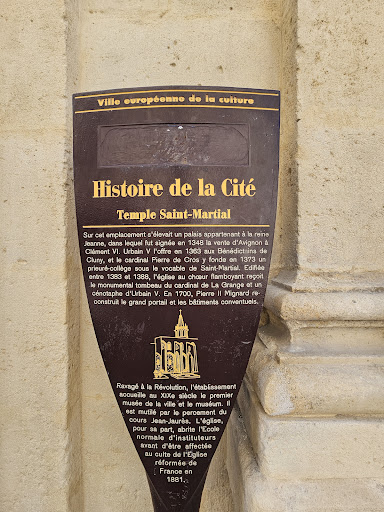 Ville européenne de la culture
Histoire de la Cité
Temple Saint-Martial
Sur cet emplacement s'élevait un palais appartenant à la reine
Jeanne, dans lequel fut signée en 1348 la vente d'Avignon à
Clément VI. Urbain V l'offre en 1363 aux Bénédictins de
Cluny, et le cardinal Pierre de Cros y fonde en 1373 un
prieuré-collège sous le vocable de Saint-Martial. Edifiée
entre 1383 et 1388, l'église au chœur flamboyant reçoit
le monumental tombeau du cardinal de La Grange et un
cénotaphe d'Urbain V. En 1700, Pierre II Mignard re-
construit le grand portail et les bâtiments conventuels.
Ravagé à la Révolution, l'établissement
accueille au XIXe siècle le premier
musée de la ville et le muséum. Il
est mutilé par le percement du
cours Jean-Jaurès. L'église,
pour sa part, abrite l'Ecole
normale d'instituteurs
avant d'être affectée
au culte de l'Eglise
réformée de
France en
1881.